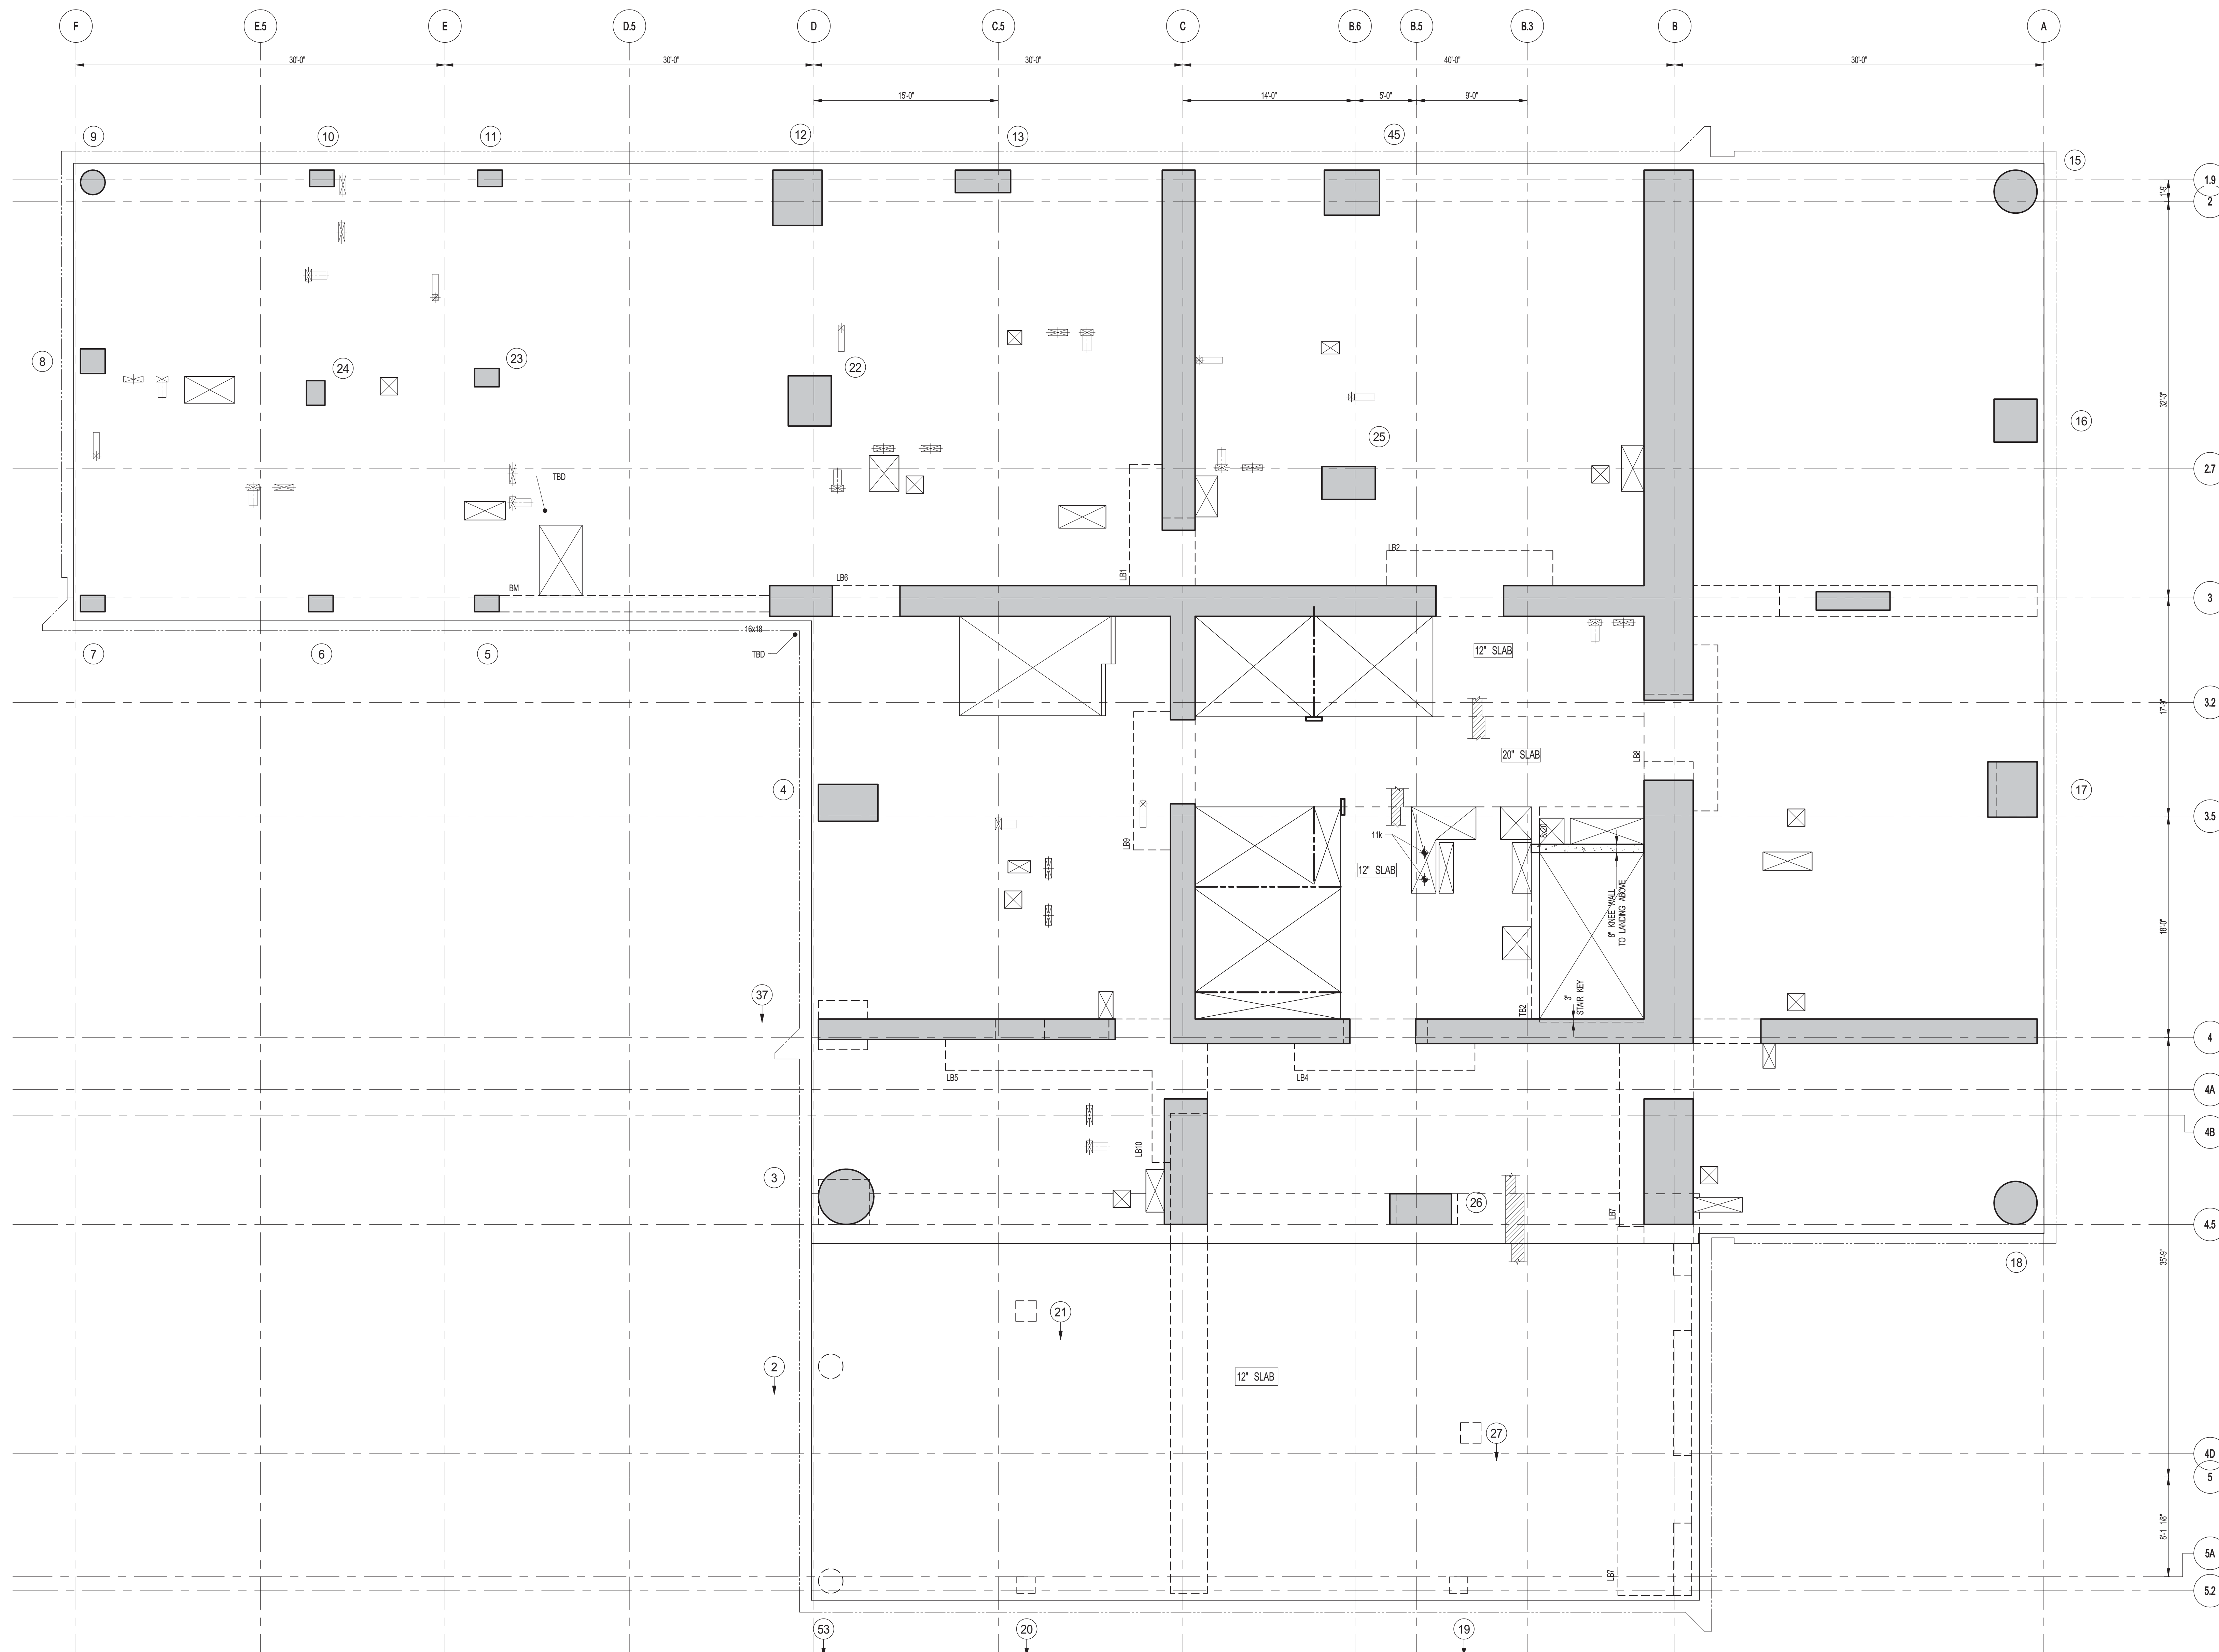 F E.5 E D.5 D C.5 C B.6 B.5 B.3 B A
30'-0" 30'-0" 30'-0" 40'-0" 30'-0"
15'-0" 14'-0" 5'-0" 9'-0"
9 10 11 12 13 45 15
1.9
1'-9"
2
8 24 23 22 25 16
32'-3"
2.7
TBD
LB1
LB2
BM
LB6
3
16x18
TBD
7 6 5
12" SLAB
3.2
17'-9"
20" SLAB
LB8
4
17
3.5
LB9
11k
12" SLAB
8x20
8" KNEE WALL
TO LANDING ABOVE
18'-0"
37
TB2
3"
STAIR KEY
4
LB5
LB4
4A
4B
LB10
3
26
LB7
4.5
18
35'-9"
21
2
12" SLAB
27
4D
5
8'-1 1/8"
5A
LB7
5.2
53 20 19